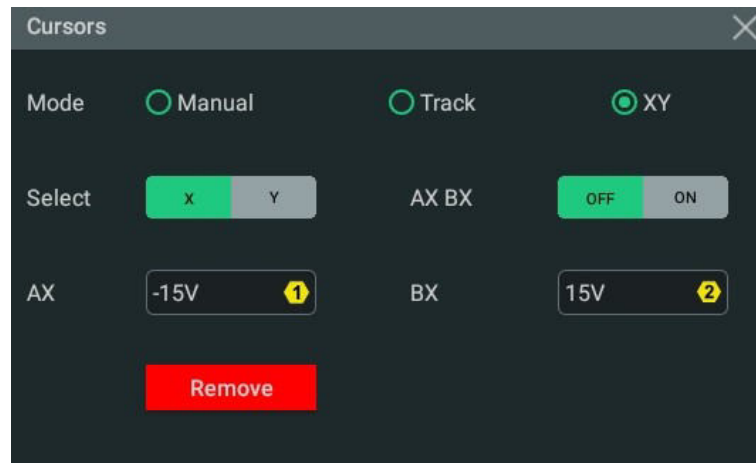 Cursors
Mode Manual Track XY
Select X Y AX BX OFF ON
AX -15V 1 BX 15V 2
Remove